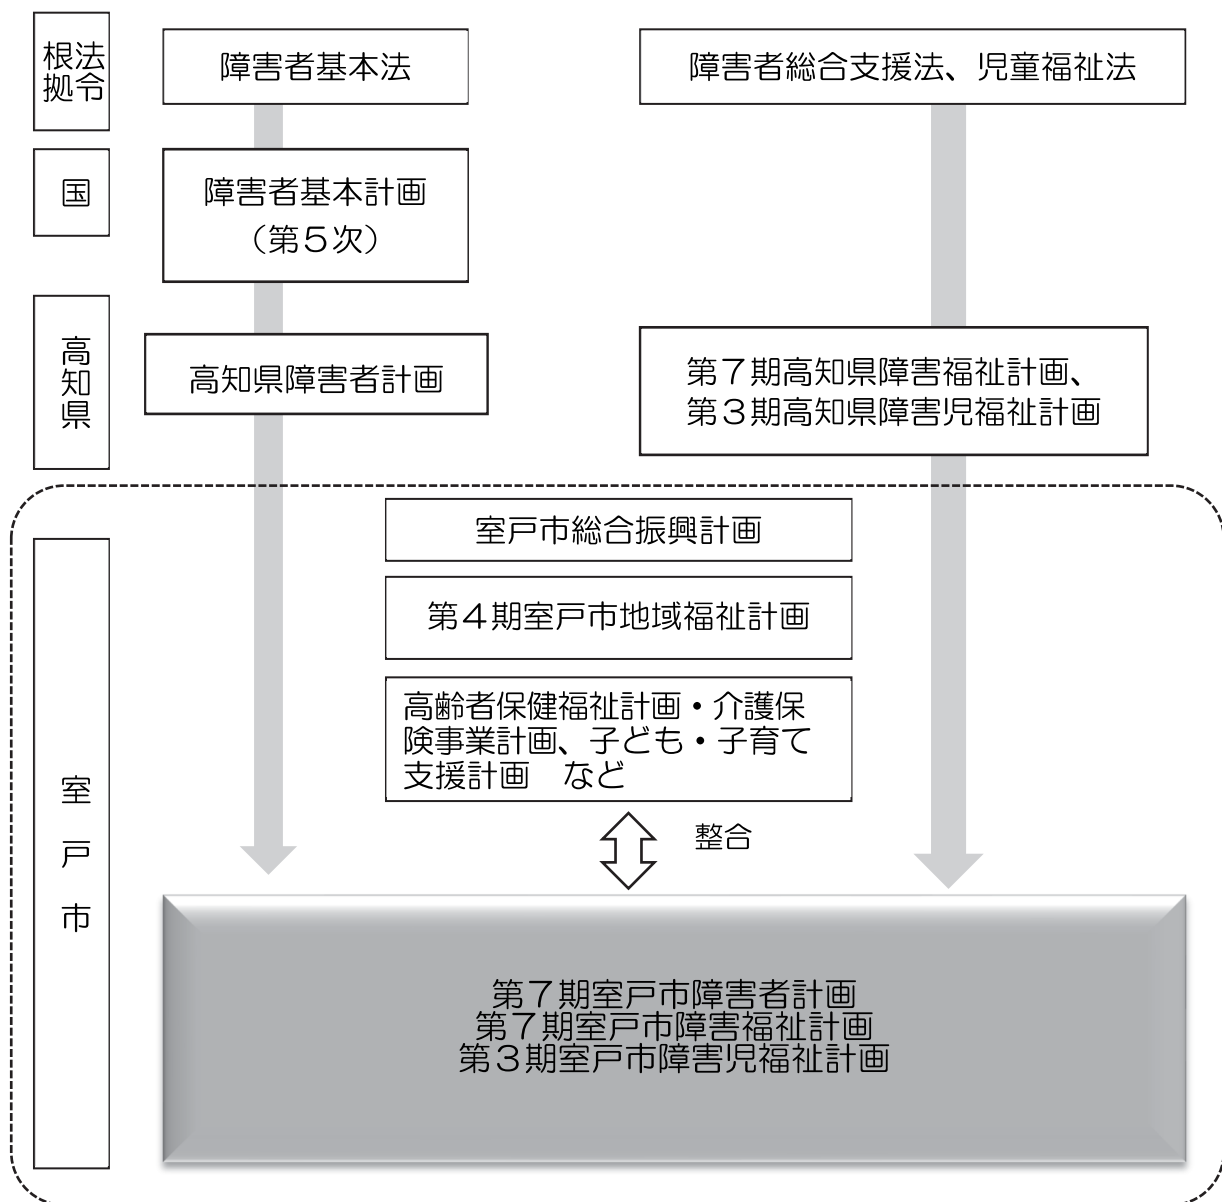 根拠法令
障害者基本法
障害者総合支援法、児童福祉法
国
障害者基本計画
（第５次）
高知県
高知県障害者計画
第７期高知県障害福祉計画、
第３期高知県障害児福祉計画
室戸市
室戸市総合振興計画
第４期室戸市地域福祉計画
高齢者保健福祉計画・介護保
険事業計画、子ども・子育て
支援計画　など
整合
第７期室戸市障害者計画
第７期室戸市障害福祉計画
第３期室戸市障害児福祉計画